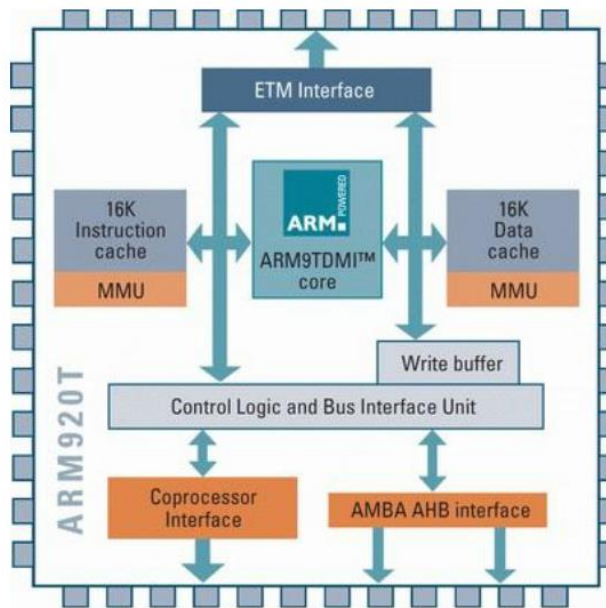 ETM Interface
16K
Instruction
cache
MMU
ARM
POWERED
ARM9TDMI™
core
16K
Data
cache
MMU
Write buffer
Control Logic and Bus Interface Unit
Coprocessor
Interface
AMBA AHB interface
ARM920T